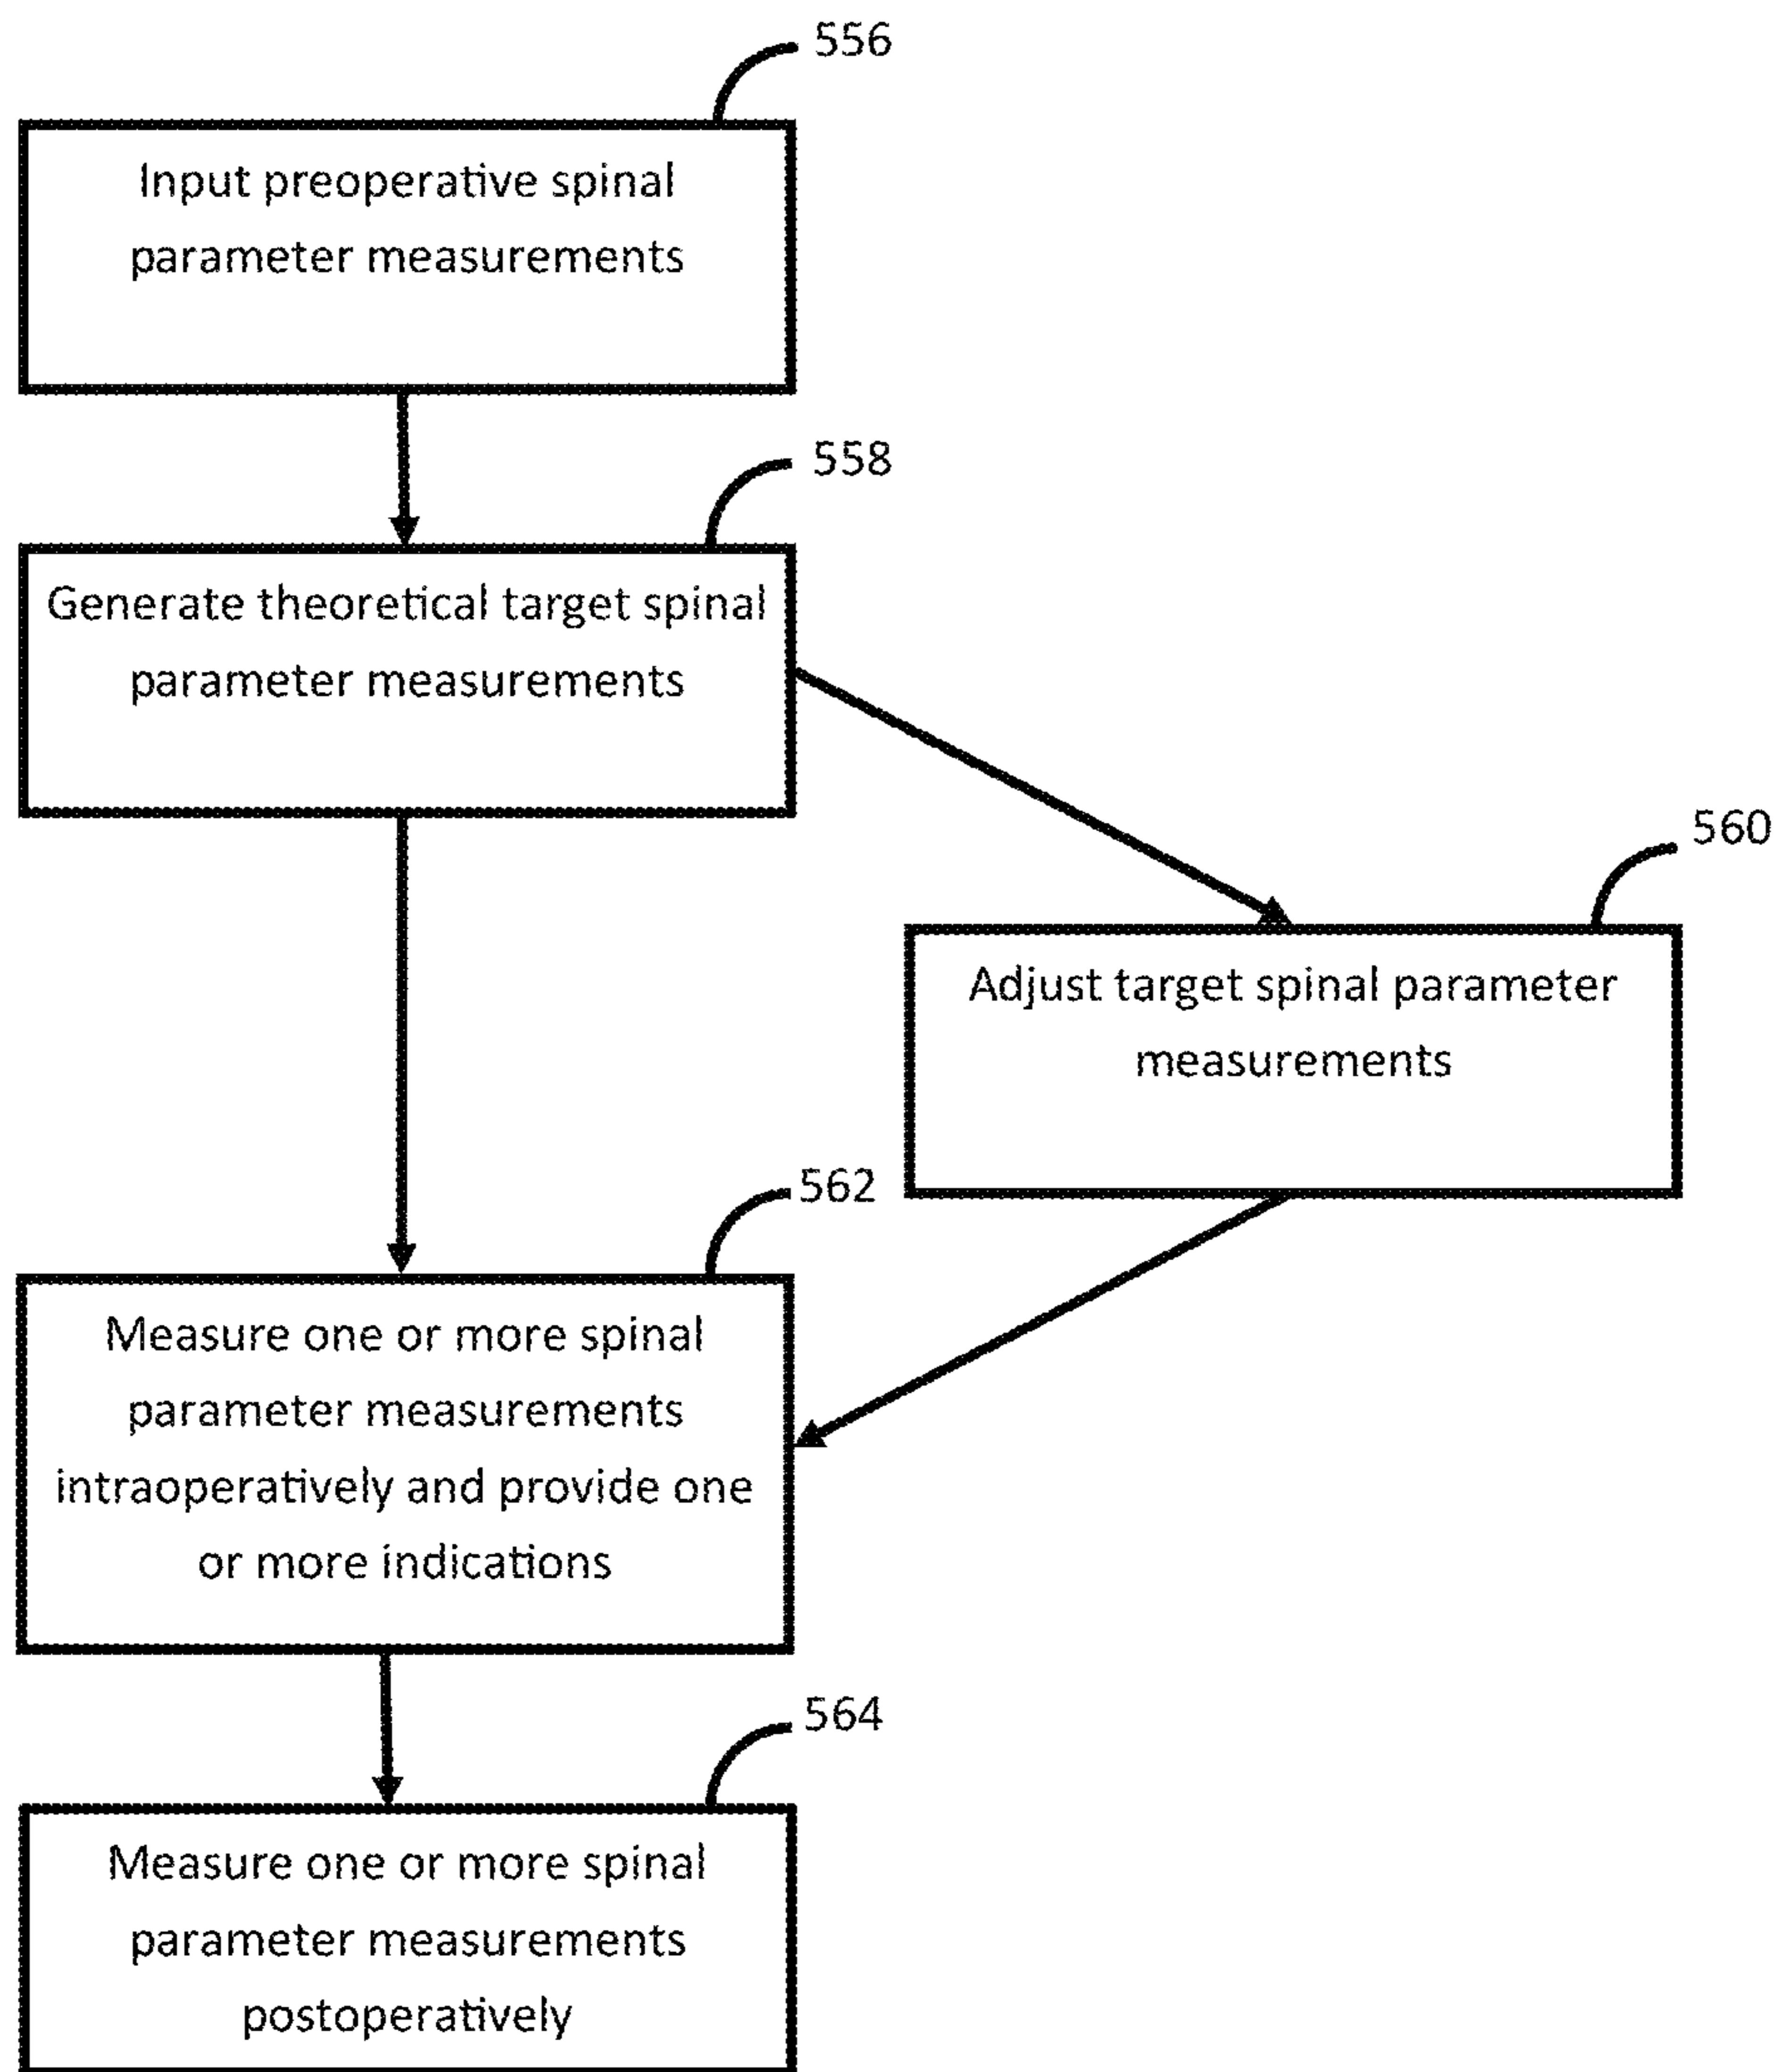 556
Input preoperative spinal
parameter measurements
558
Generate theoretical target spinal
parameter measurements
560
Adjust target spinal parameter
measurements
562
Measure one or more spinal
parameter measurements
intraoperatively and provide one
or more indications
564
Measure one or more spinal
parameter measurements
postoperatively